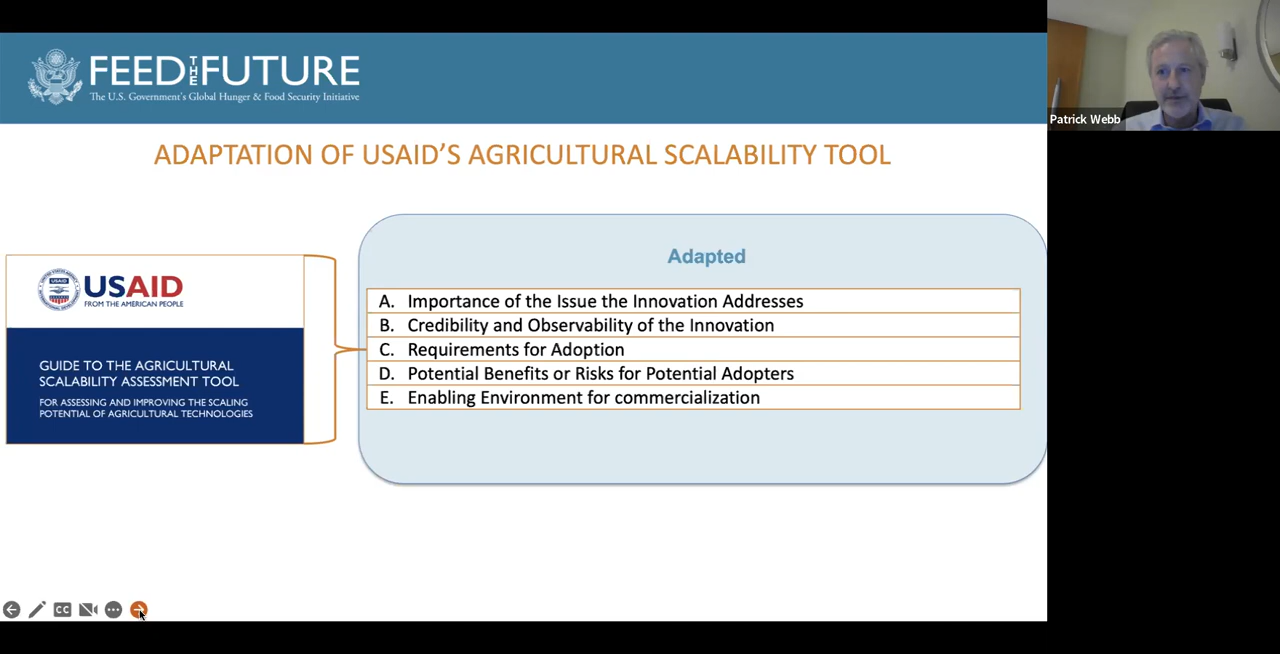 FEED THE FUTURE
The U.S. Government's Global Hunger & Food Security Initiative
Patrick Webb
ADAPTATION OF USAID'S AGRICULTURAL SCALABILITY TOOL
Adapted
USAID
FROM THE AMERICAN PEOPLE
GUIDE TO THE AGRICULTURAL
SCALABILITY ASSESSMENT TOOL
FOR ASSESSING AND IMPROVING THE SCALING
POTENTIAL OF AGRICULTURAL TECHNOLOGIES
A. Importance of the Issue the Innovation Addresses
B. Credibility and Observability of the Innovation
C. Requirements for Adoption
D. Potential Benefits or Risks for Potential Adopters
E. Enabling Environment for commercialization
CC